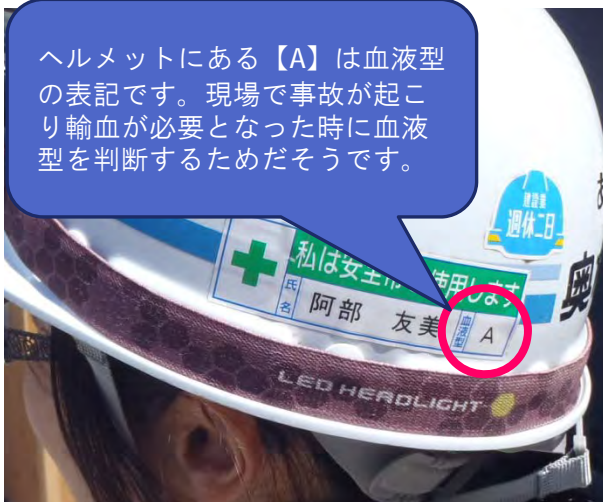 ヘルメットにある【A】は血液型
の表記です。現場で事故が起こ
り輸血が必要となった時に血液
型を判断するためだそうです。
建設業
週休二日
お
奥
私は安全帯
使用します
氏名
阿部 友美
血液型
A
LED HEADLIGHT